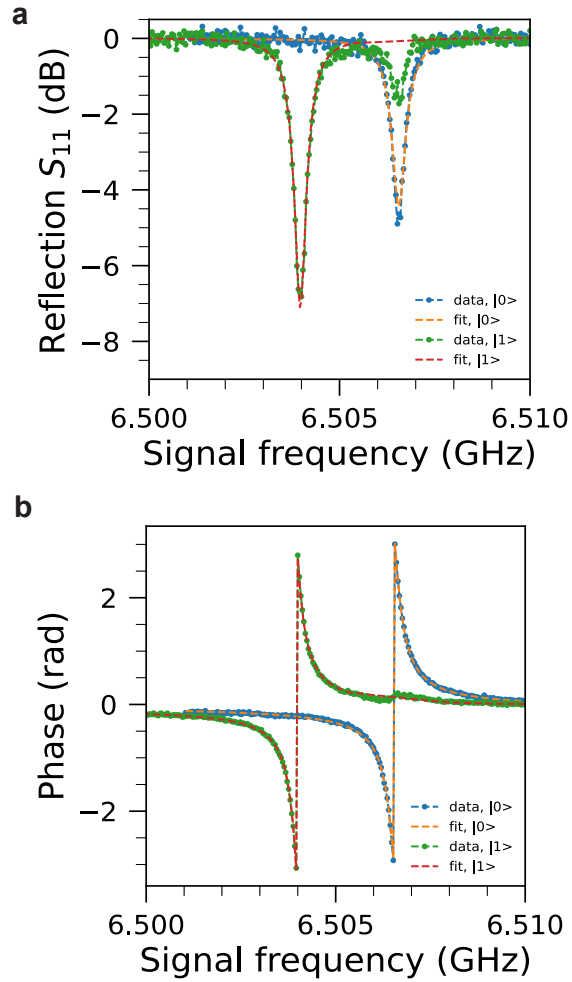 a
Reflection S₁₁ (dB)
0
−2
−4
−6
−8
data, |0>
fit, |0>
data, |1>
fit, |1>
6.500
6.505
6.510
Signal frequency (GHz)
b
Phase (rad)
2
0
−2
data, |0>
fit, |0>
data, |1>
fit, |1>
6.500
6.505
6.510
Signal frequency (GHz)